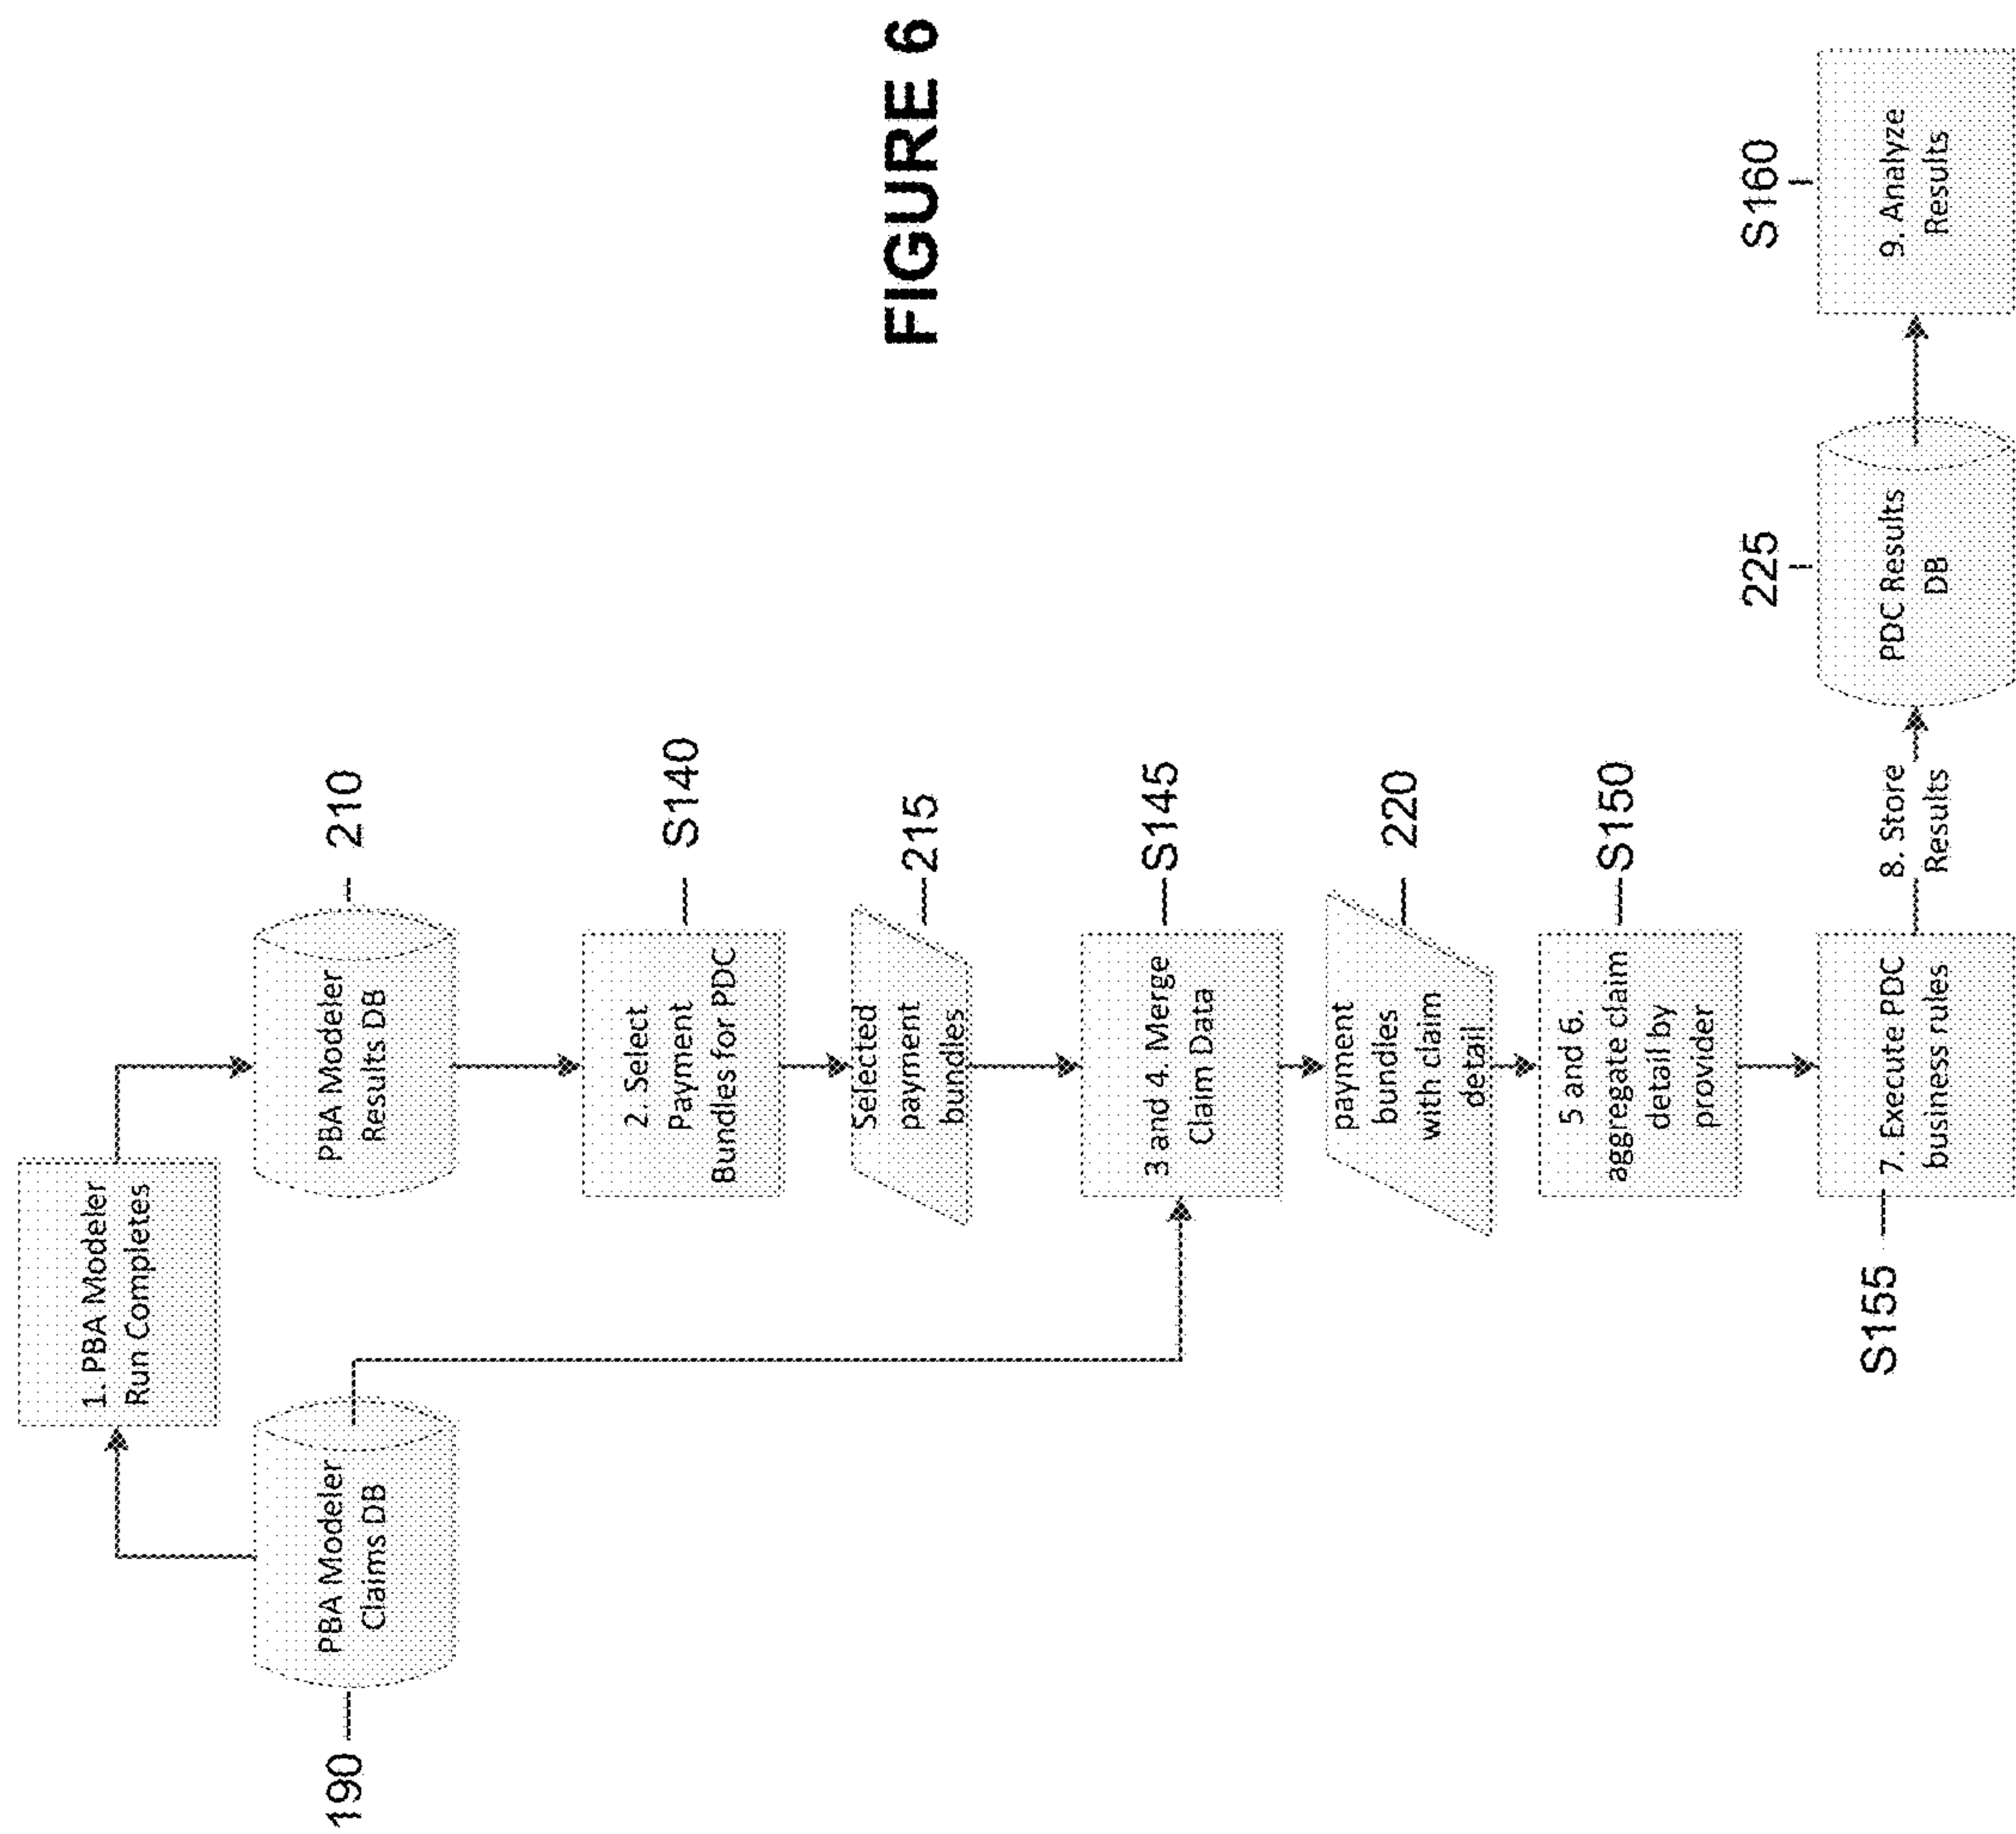 1. PBA Modeler
Run Completes
190
PBA Modeler
Claims DB
PBA Modeler
Results DB
210
2. Select
Payment
Bundles for PDC
S140
Selected
payment
bundles
215
3 and 4. Merge
Claim Data
S145
payment
bundles
with claim
detail
220
5 and 6.
aggregate claim
detail by
provider
S150
S155
7. Execute PDC
business rules
8. Store
Results
225
PDC Results
DB
S160
9. Analyze
Results
FIGURE 6